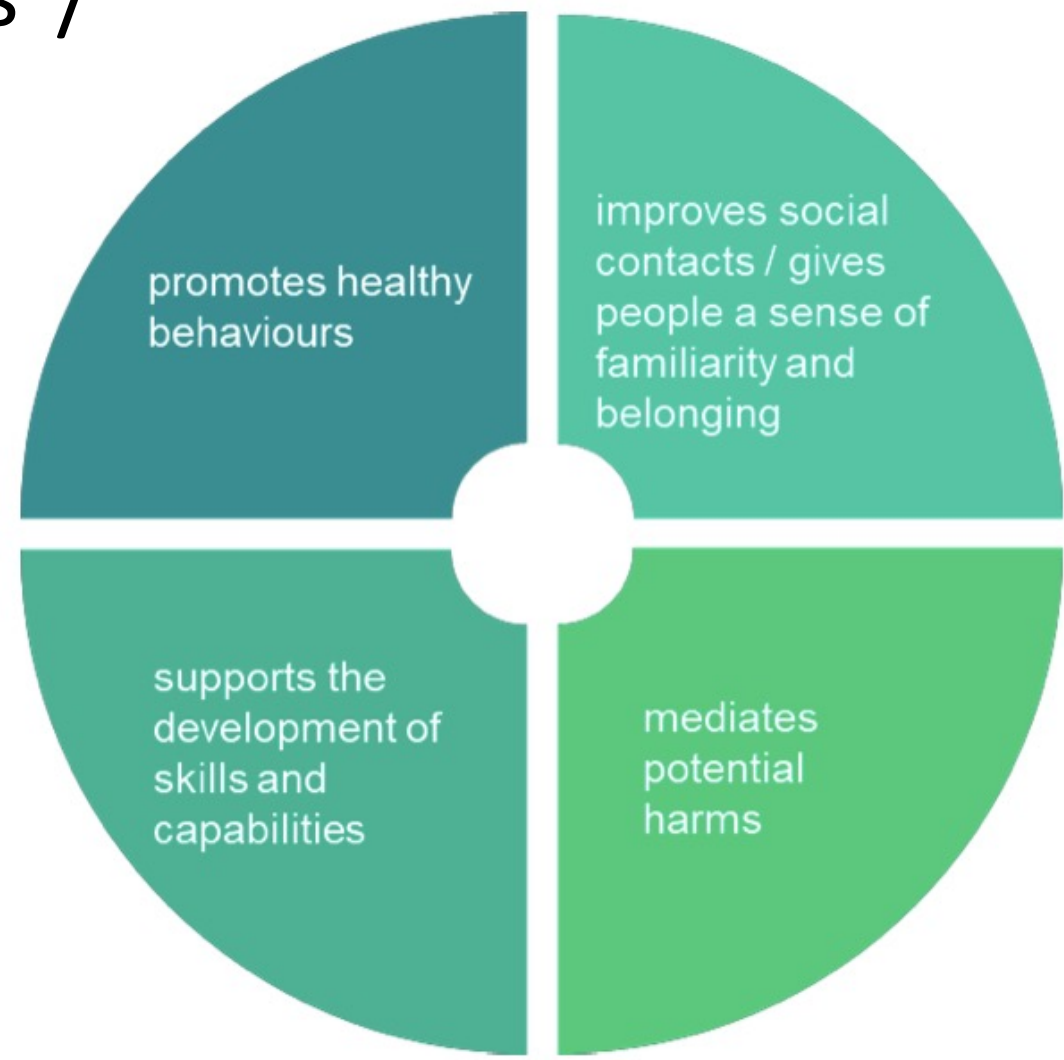 s /
promotes healthy
behaviours
improves social
contacts / gives
people a sense of
familiarity and
belonging
supports the
development of
skills and
capabilities
mediates
potential
harms